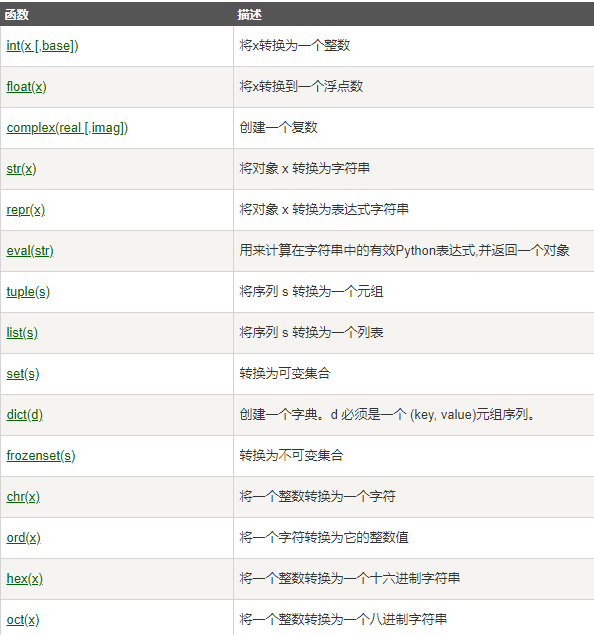 函数 描述
int(x [,base]) 将x转换为一个整数
float(x) 将x转换到一个浮点数
complex(real [,imag]) 创建一个复数
str(x) 将对象 x 转换为字符串
repr(x) 将对象 x 转换为表达式字符串
eval(str) 用来计算在字符串中的有效Python表达式,并返回一个对象
tuple(s) 将序列 s 转换为一个元组
list(s) 将序列 s 转换为一个列表
set(s) 转换为可变集合
dict(d) 创建一个字典。d 必须是一个 (key, value)元组序列。
frozenset(s) 转换为不可变集合
chr(x) 将一个整数转换为一个字符
ord(x) 将一个字符转换为它的整数值
hex(x) 将一个整数转换为一个十六进制字符串
oct(x) 将一个整数转换为一个八进制字符串